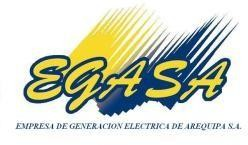 EGASA
EMPRESA DE GENERACION ELECTRICA DE AREQUIPA S.A.